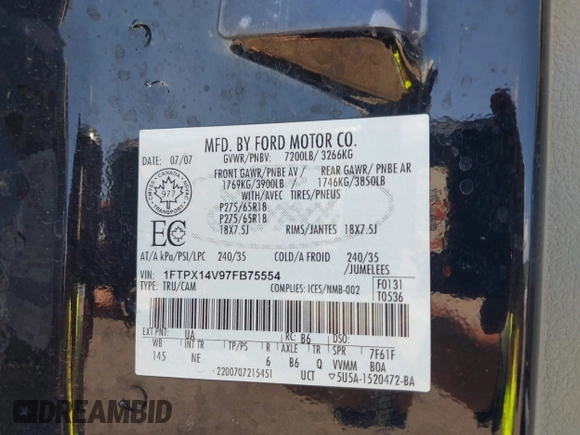 MFD. BY FORD MOTOR CO.
DATE: 07/07 GVWR/PNBV: 7200LB/ 3266KG
FRONT GAWR/PNBE AV / REAR GAWR/ PNBE AR
1769KG/3900LB 1746KG/3850LB
WITH/AVEC TIRES/PNEUS
CANADA
977
TRANSPORT
P275/65R18
P275/65R18
EC 18X7.5J RIMS/JANTES 18X7.5J
AT/A kPa/PSI/LPC 240/35 COLD/A FROID 240/35
/JUMELEES
VIN: 1FTPX14V97FB75554
TYPE: TRU/CAM COMPLIES: ICES/NMB-002 F0131
T0536
EXT PNT: UA RC: B6 DSO:
WB INT TR TP/PS R AXLE TR SPR 7F61F
145 NE 6 B6 Q VVMM BOA
2200707215451 UCT ▽5U5A-1520472-BA
DREAMBID